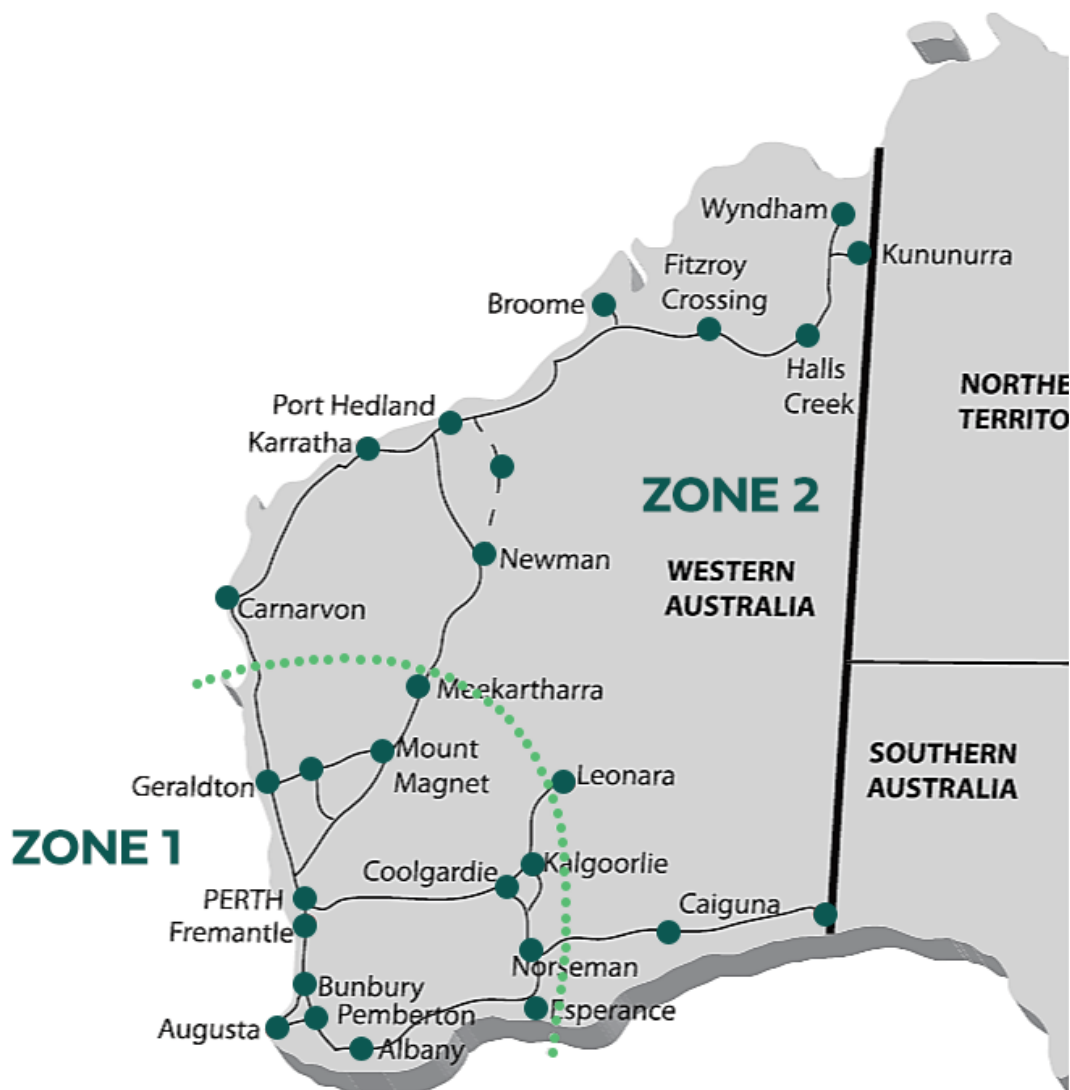 Wyndham
Kununurra
Fitzroy
Crossing
Broome
Halls
Creek
NORTHE
TERRITO
Port Hedland
Karratha
ZONE 2
Newman
WESTERN
AUSTRALIA
Carnarvon
Meekartharra
Mount
Magnet
SOUTHERN
AUSTRALIA
Leonara
Geraldton
ZONE 1
Coolgardie
Kalgoorlie
PERTH
Caiguna
Fremantle
Norseman
Bunbury
Pemberton
Esperance
Augusta
Albany